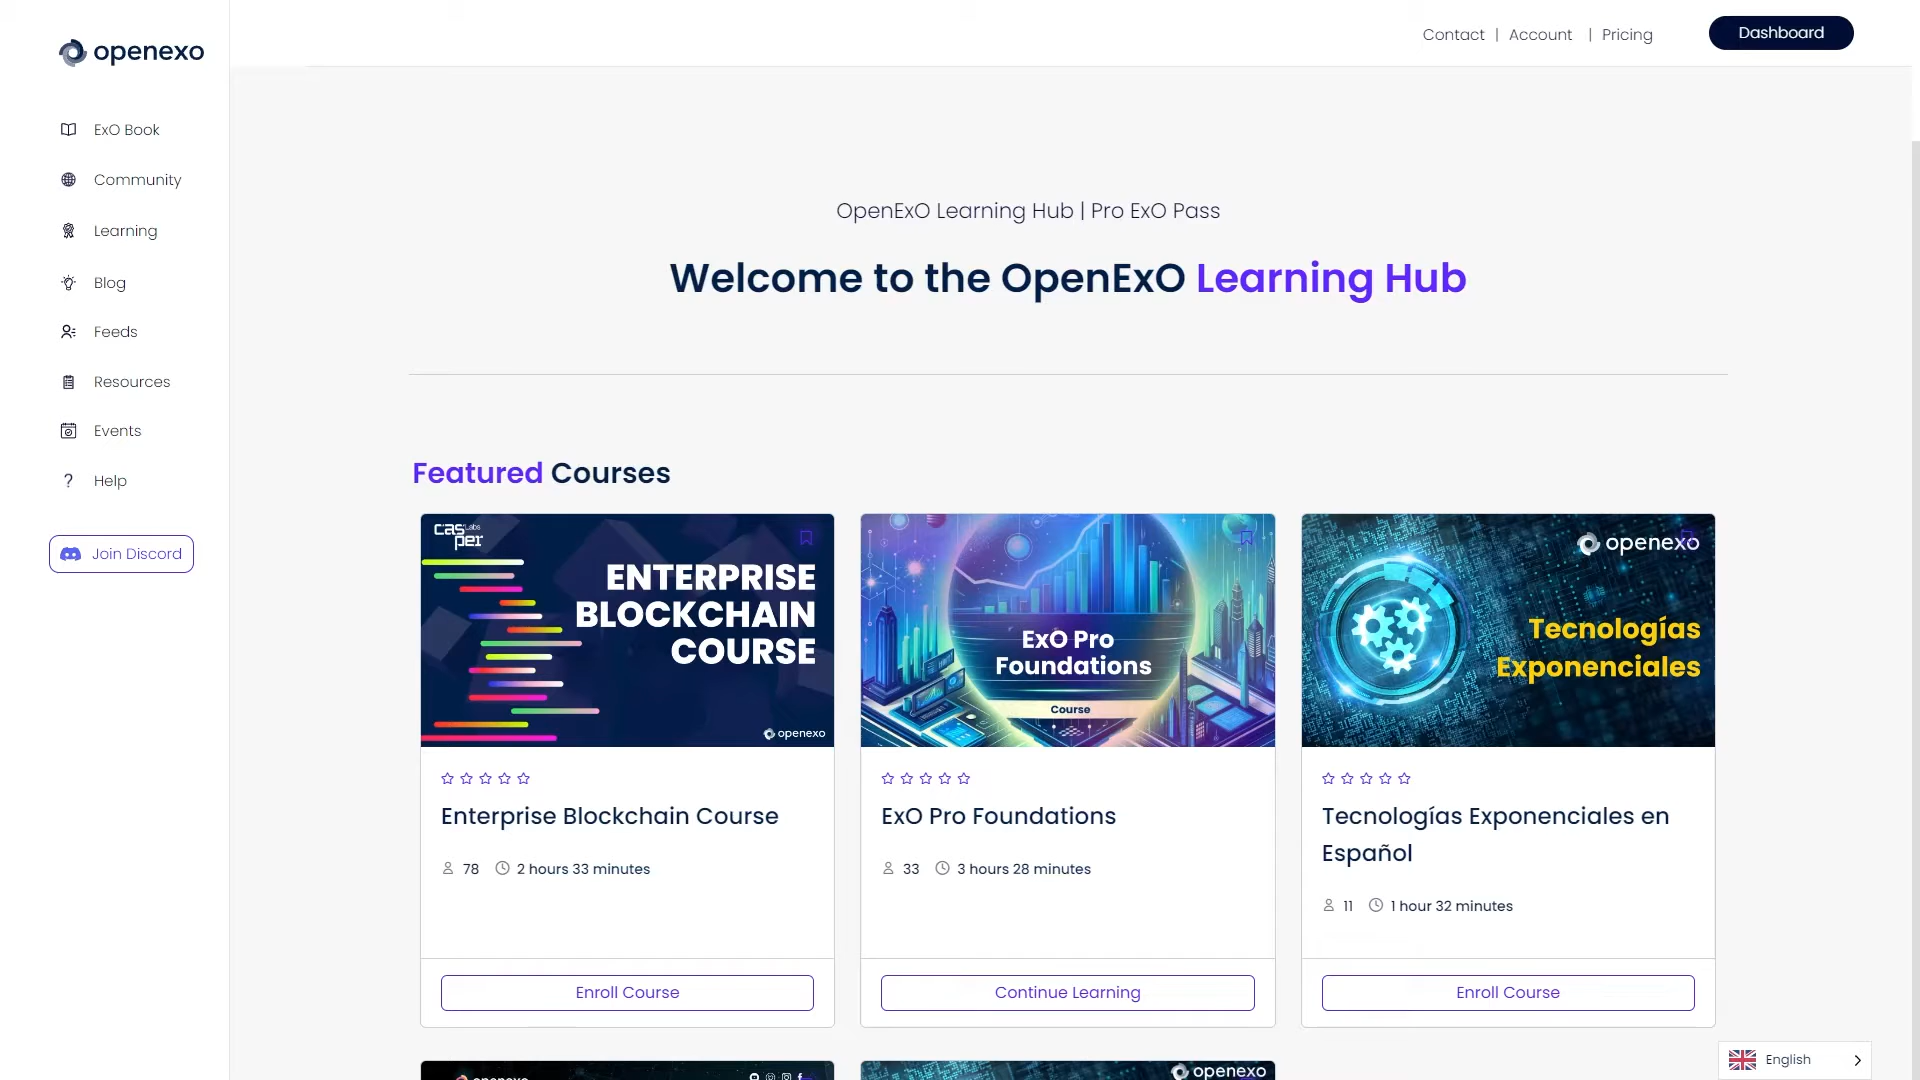 openexo
Contact | Account | Pricing
Dashboard
ExO Book
Community
Learning
Blog
Feeds
Resources
Events
? Help
Join Discord
OpenExO Learning Hub | Pro ExO Pass
Welcome to the OpenExO Learning Hub
Featured Courses
casper Labs
ENTERPRISE
BLOCKCHAIN
COURSE
openexo
ExO Pro
Foundations
Course
openexo
Tecnologías
Exponenciales
Enterprise Blockchain Course
78 2 hours 33 minutes
Enroll Course
ExO Pro Foundations
33 3 hours 28 minutes
Continue Learning
Tecnologías Exponenciales en
Español
11 1 hour 32 minutes
Enroll Course
openexo
openexo
English